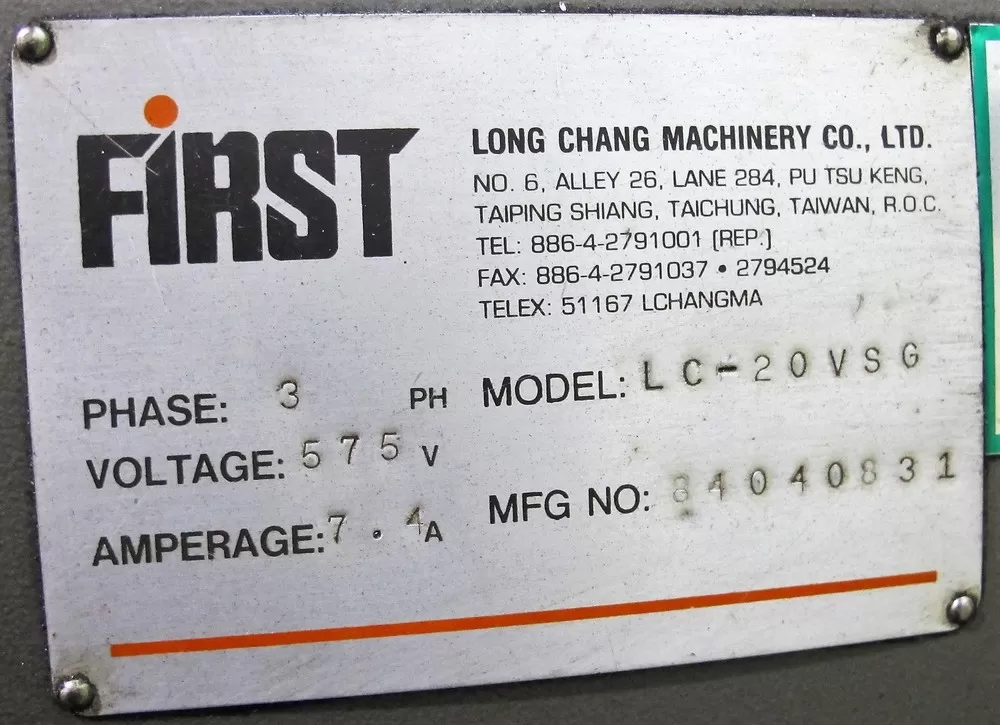 FiRST
LONG CHANG MACHINERY CO., LTD.
NO. 6, ALLEY 26, LANE 284, PU TSU KENG,
TAIPING SHIANG, TAICHUNG, TAIWAN, R.O.C.
TEL: 886-4-2791001 (REP.)
FAX: 886-4-2791037 • 2794524
TELEX: 51167 LCHANGMA
PHASE: 3 PH
VOLTAGE: 575 V
AMPERAGE: 7.4 A
MODEL: LC-20VSG
MFG NO: 84040831